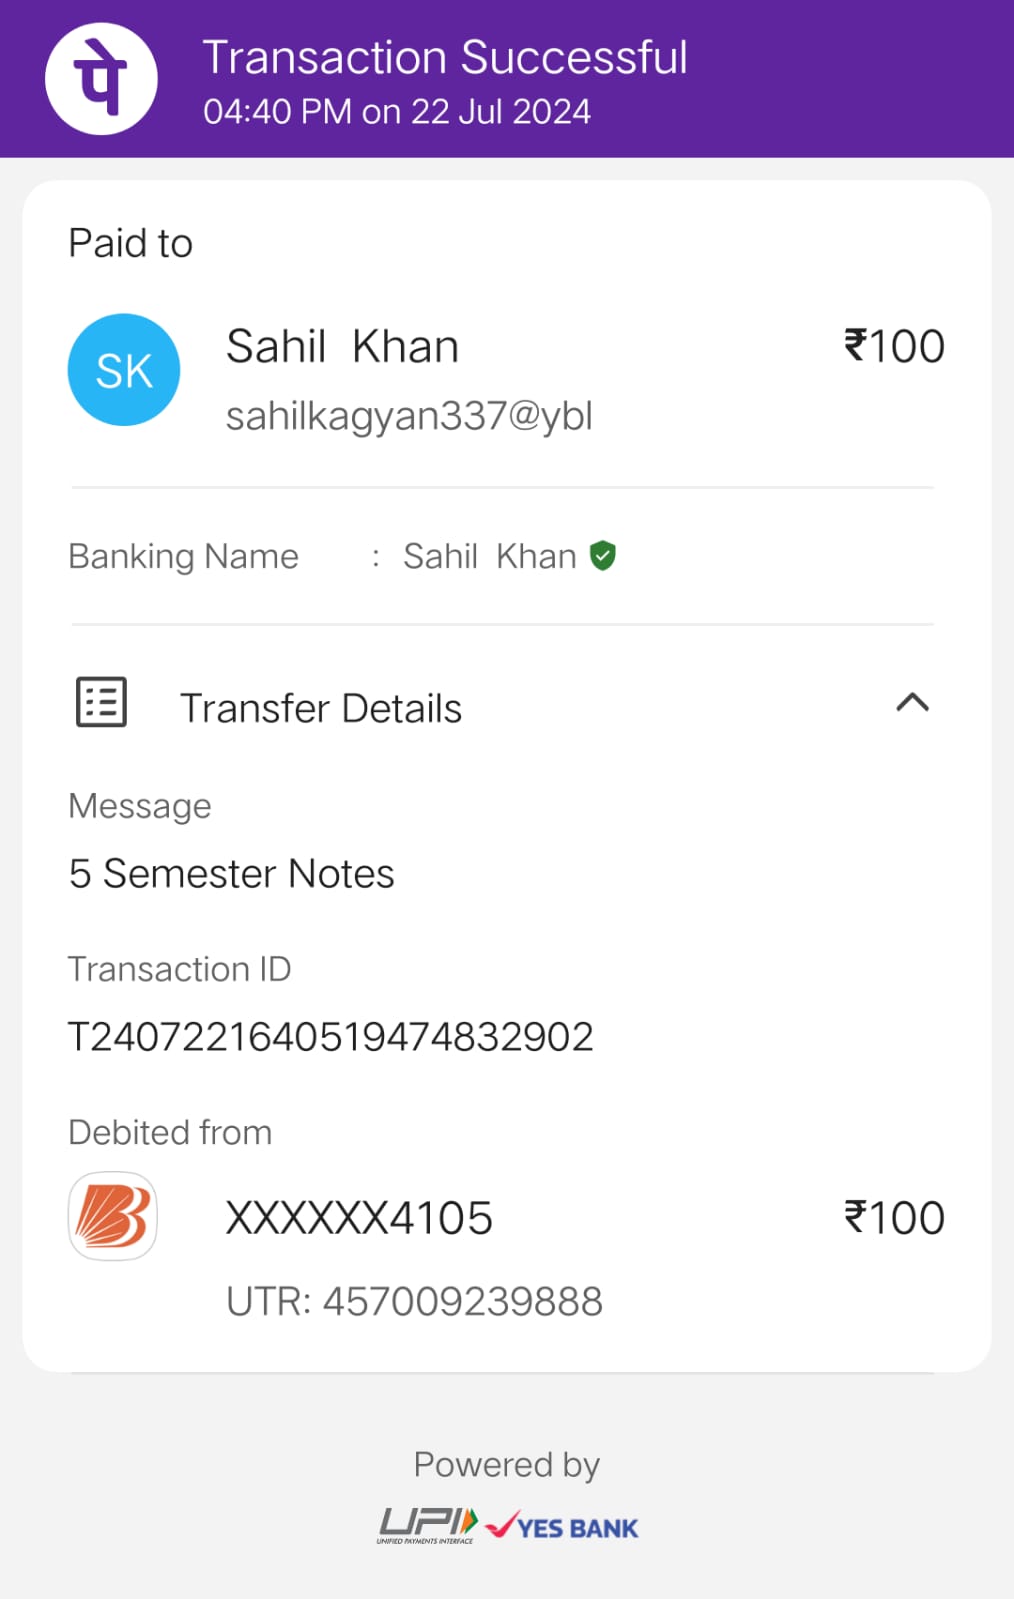 पे
Transaction Successful
04:40 PM on 22 Jul 2024
Paid to
SK
Sahil Khan
₹100
sahilkagyan337@ybl
Banking Name : Sahil Khan
Transfer Details
Message
5 Semester Notes
Transaction ID
T2407221640519474832902
Debited from
XXXXXX4105
₹100
UTR: 457009239888
Powered by
UPI
UNIFIED PAYMENTS INTERFACE
YES BANK